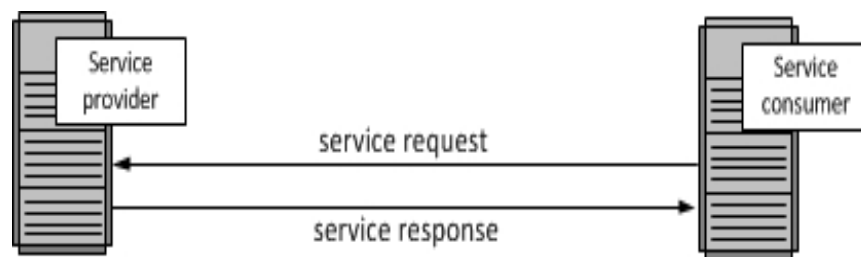 Service
provider
Service
consumer
service request
service response